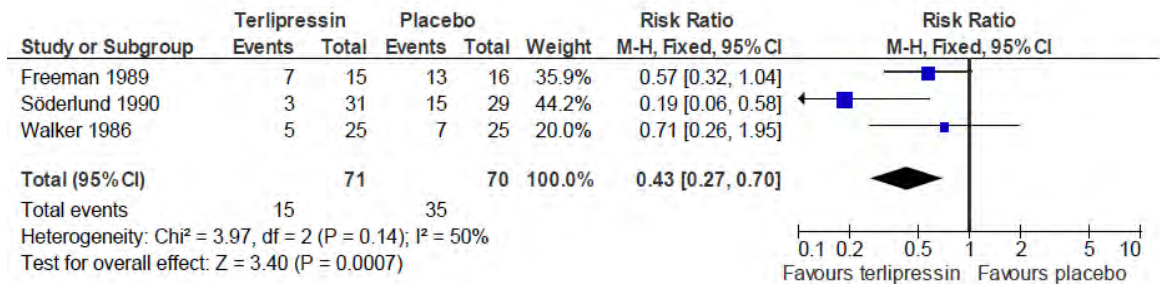 Terlipressin Placebo Risk Ratio Risk Ratio
Study or Subgroup Events Total Events Total Weight M-H, Fixed, 95% CI M-H, Fixed, 95% CI
Freeman 1989 7 15 13 16 35.9% 0.57 [0.32, 1.04]
Söderlund 1990 3 31 15 29 44.2% 0.19 [0.06, 0.58]
Walker 1986 5 25 7 25 20.0% 0.71 [0.26, 1.95]
Total (95% CI) 71 70 100.0% 0.43 [0.27, 0.70]
Total events 15 35
Heterogeneity: Chi² = 3.97, df = 2 (P = 0.14); I² = 50%
Test for overall effect: Z = 3.40 (P = 0.0007)
0.1 0.2 0.5 1 2 5 10
Favours terlipressin Favours placebo